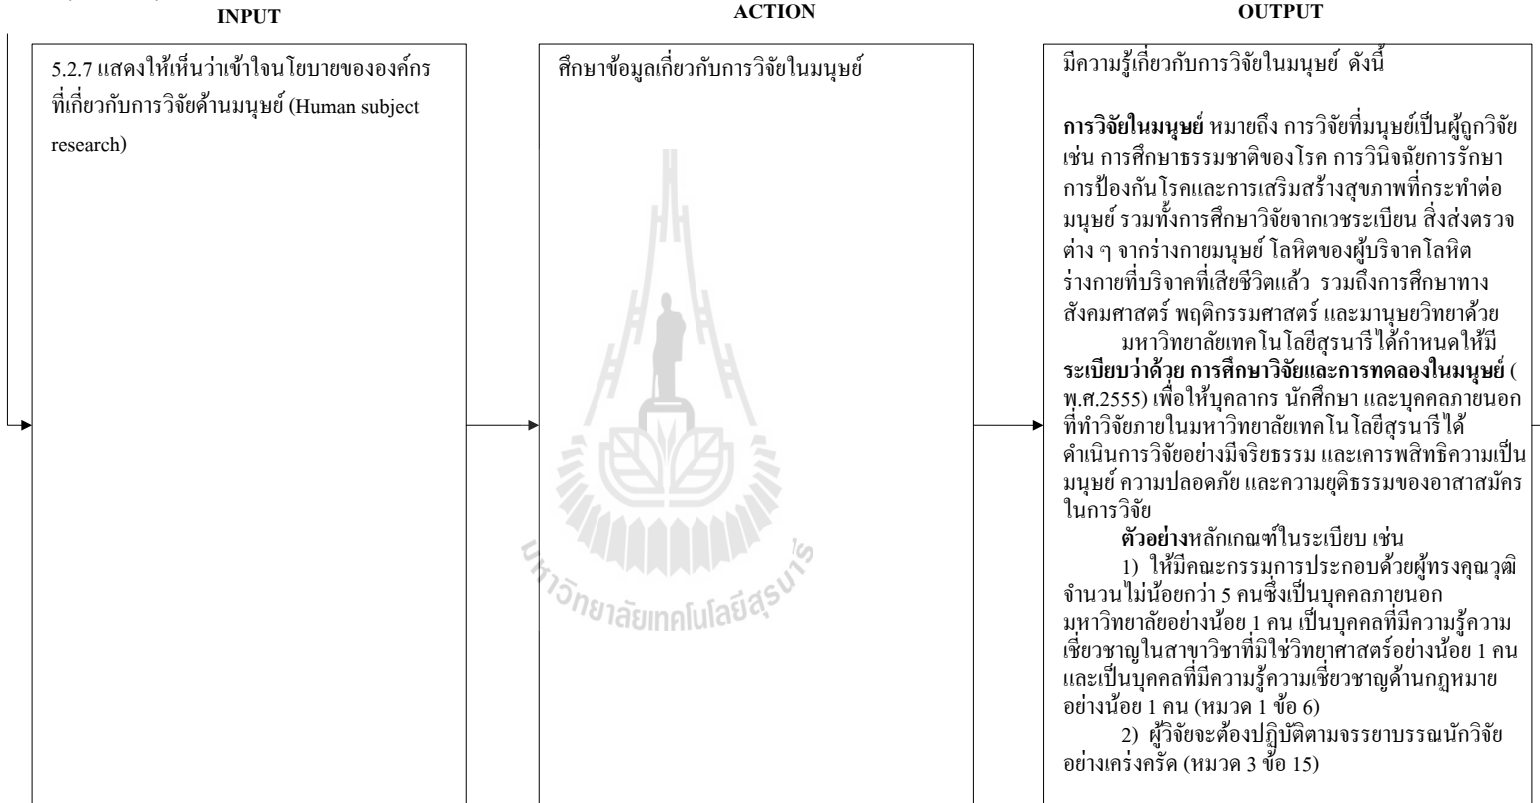 INPUT
ACTION
OUTPUT
5.2.7 แสดงให้เห็นว่าเข้าใจนโยบายขององค์กร
ที่เกี่ยวกับการวิจัยด้านมนุษย์ (Human subject
research)
ศึกษาข้อมูลเกี่ยวกับการวิจัยในมนุษย์
มีความรู้เกี่ยวกับการวิจัยในมนุษย์ ดังนี้
การวิจัยในมนุษย์ หมายถึง การวิจัยที่มนุษย์เป็นผู้ถูกวิจัย
เช่น การศึกษาธรรมชาติของโรค การวินิจฉัยการรักษา
การป้องกันโรคและการเสริมสร้างสุขภาพที่กระทำต่อ
มนุษย์ รวมทั้งการศึกษาวิจัยจากเวชระเบียน สิ่งส่งตรวจ
ต่าง ๆ จากร่างกายมนุษย์ โลหิตของผู้บริจาคโลหิต
ร่างกายที่บริจาคที่เสียชีวิตแล้ว รวมถึงการศึกษาทาง
สังคมศาสตร์ พฤติกรรมศาสตร์ และมานุษยวิทยาด้วย
มหาวิทยาลัยเทคโนโลยีสุรนารีได้กำหนดให้มี
ระเบียบว่าด้วย การศึกษาวิจัยและการทดลองในมนุษย์ (
พ.ศ.2555) เพื่อให้บุคลากร นักศึกษา และบุคคลภายนอก
ที่ทำวิจัยภายในมหาวิทยาลัยเทคโนโลยีสุรนารีได้
ดำเนินการวิจัยอย่างมีจริยธรรม และเคารพสิทธิความเป็น
มนุษย์ ความปลอดภัย และความยุติธรรมของอาสาสมัคร
ในการวิจัย
ตัวอย่างหลักเกณฑ์ในระเบียบ เช่น
1) ให้มีคณะกรรมการประกอบด้วยผู้ทรงคุณวุฒิ
จำนวนไม่น้อยกว่า 5 คนซึ่งเป็นบุคคลภายนอก
มหาวิทยาลัยอย่างน้อย 1 คน เป็นบุคคลที่มีความรู้ความ
เชี่ยวชาญในสาขาวิชาที่มิใช่วิทยาศาสตร์อย่างน้อย 1 คน
และเป็นบุคคลที่มีความรู้ความเชี่ยวชาญด้านกฎหมาย
อย่างน้อย 1 คน (หมวด 1 ข้อ 6)
2) ผู้วิจัยจะต้องปฏิบัติตามจรรยาบรรณนักวิจัย
อย่างเคร่งครัด (หมวด 3 ข้อ 15)
มหาวิทยาลัยเทคโนโลยีสุรนารี